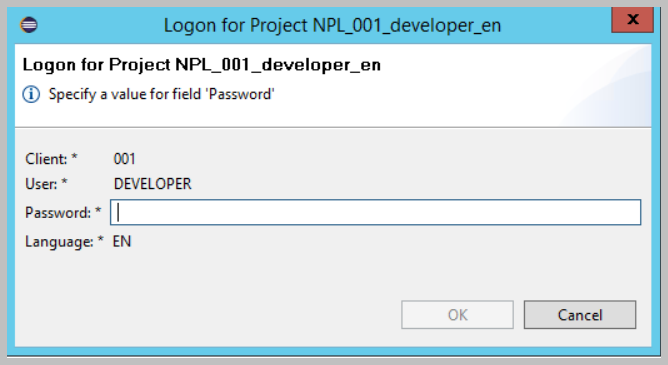 Logon for Project NPL_001_developer_en
x
Logon for Project NPL_001_developer_en
Specify a value for field 'Password'
Client: * 001
User: * DEVELOPER
Password: *
Language: * EN
OK Cancel